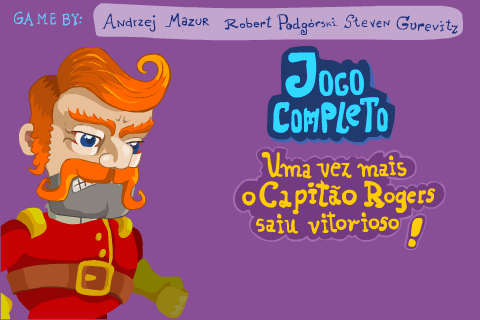 GAME BY: Andrzej Mazur Robert Podgórski Steven Gurevitz
Jogo
Completo
Uma vez mais
o Capitão Rogers
saiu vitorioso!